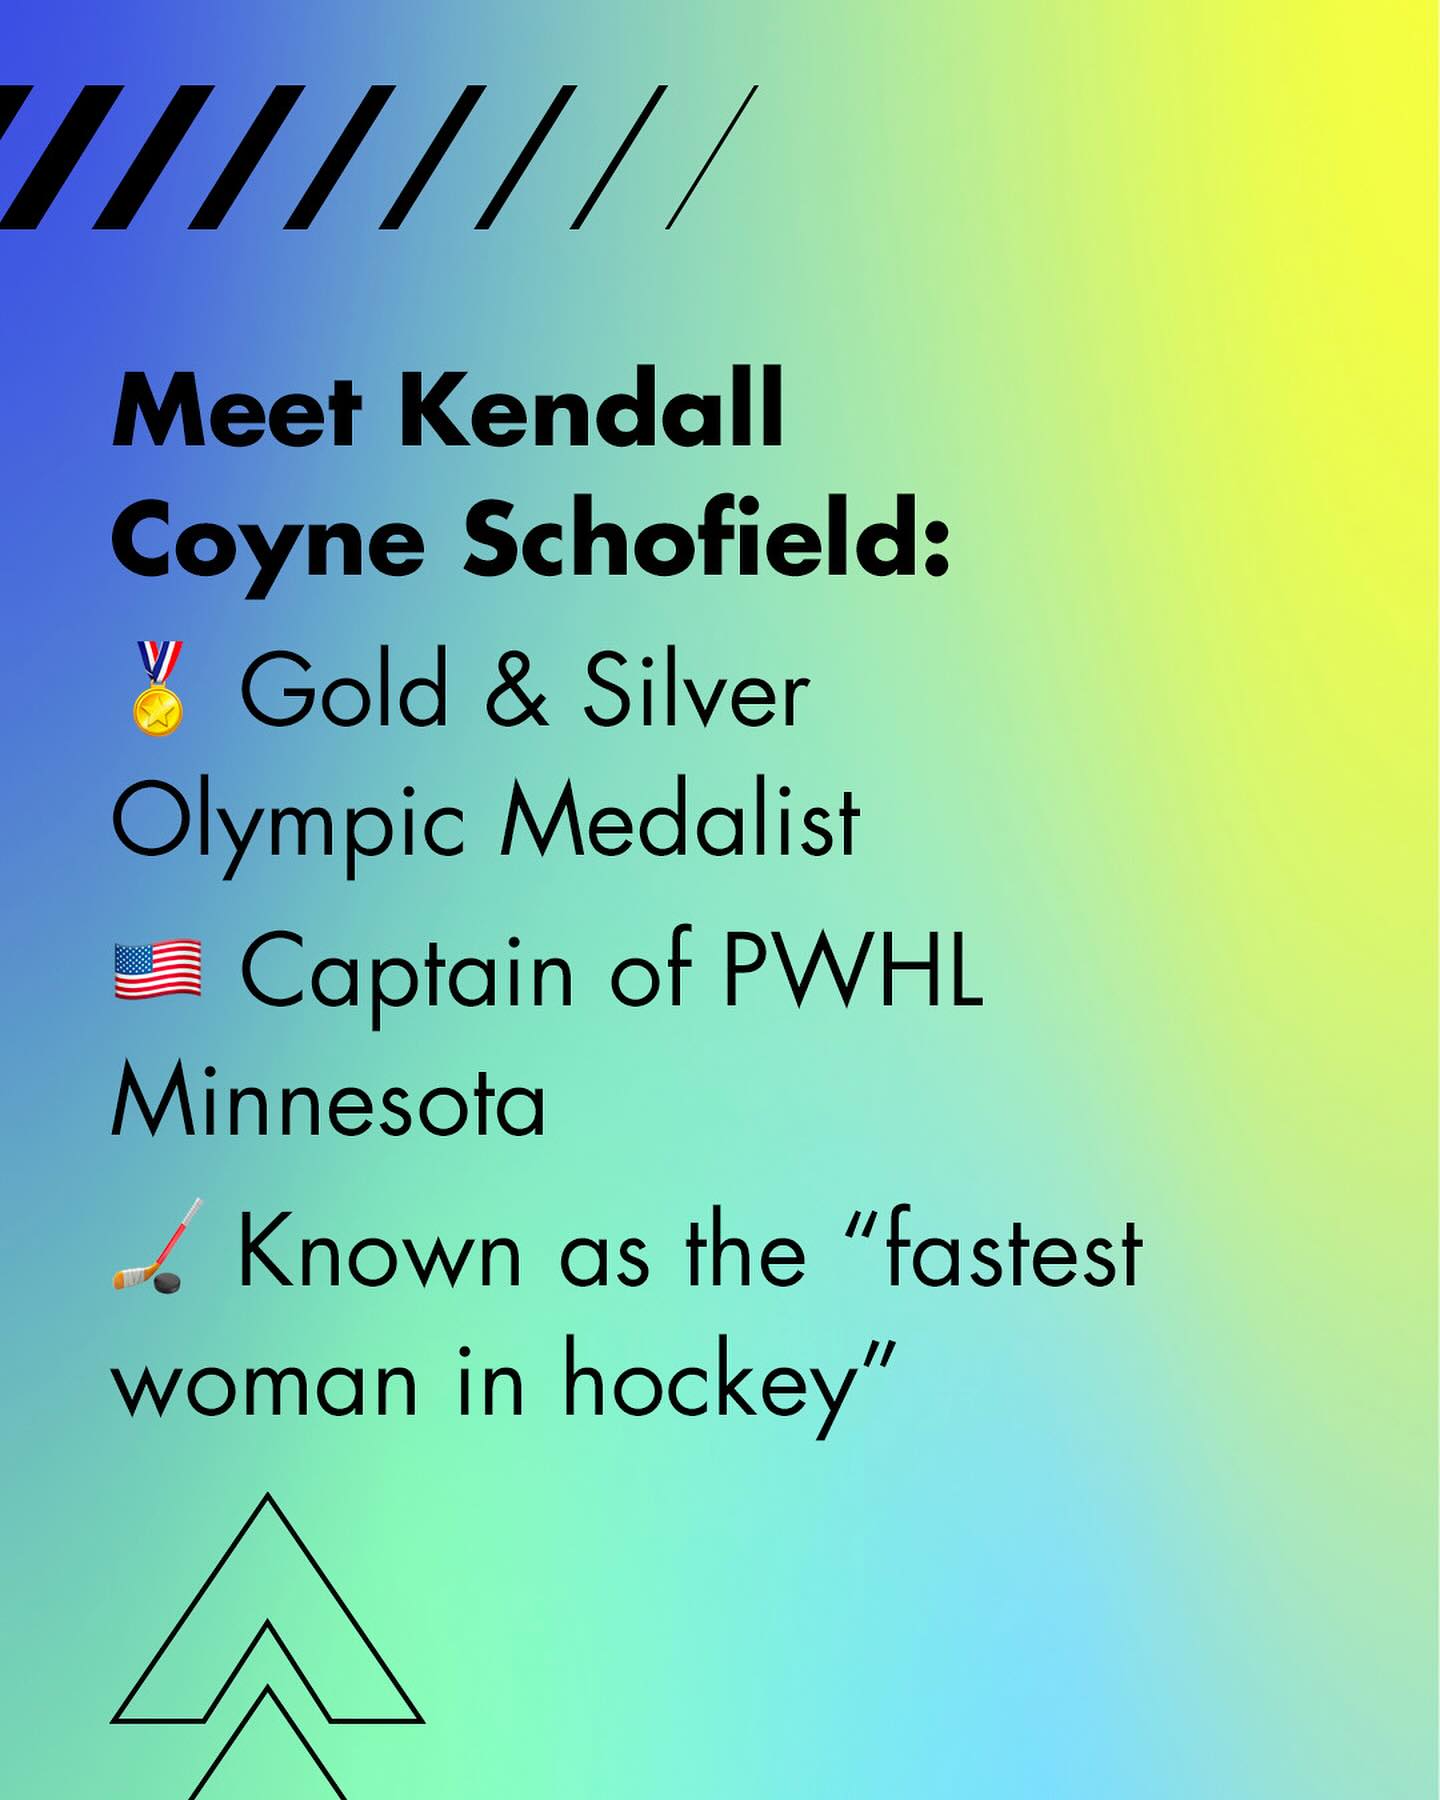 Meet Kendall
Coyne Schofield:
🏅 Gold & Silver
Olympic Medalist
🇺🇸 Captain of PWHL
Minnesota
🏒 Known as the “fastest
woman in hockey”